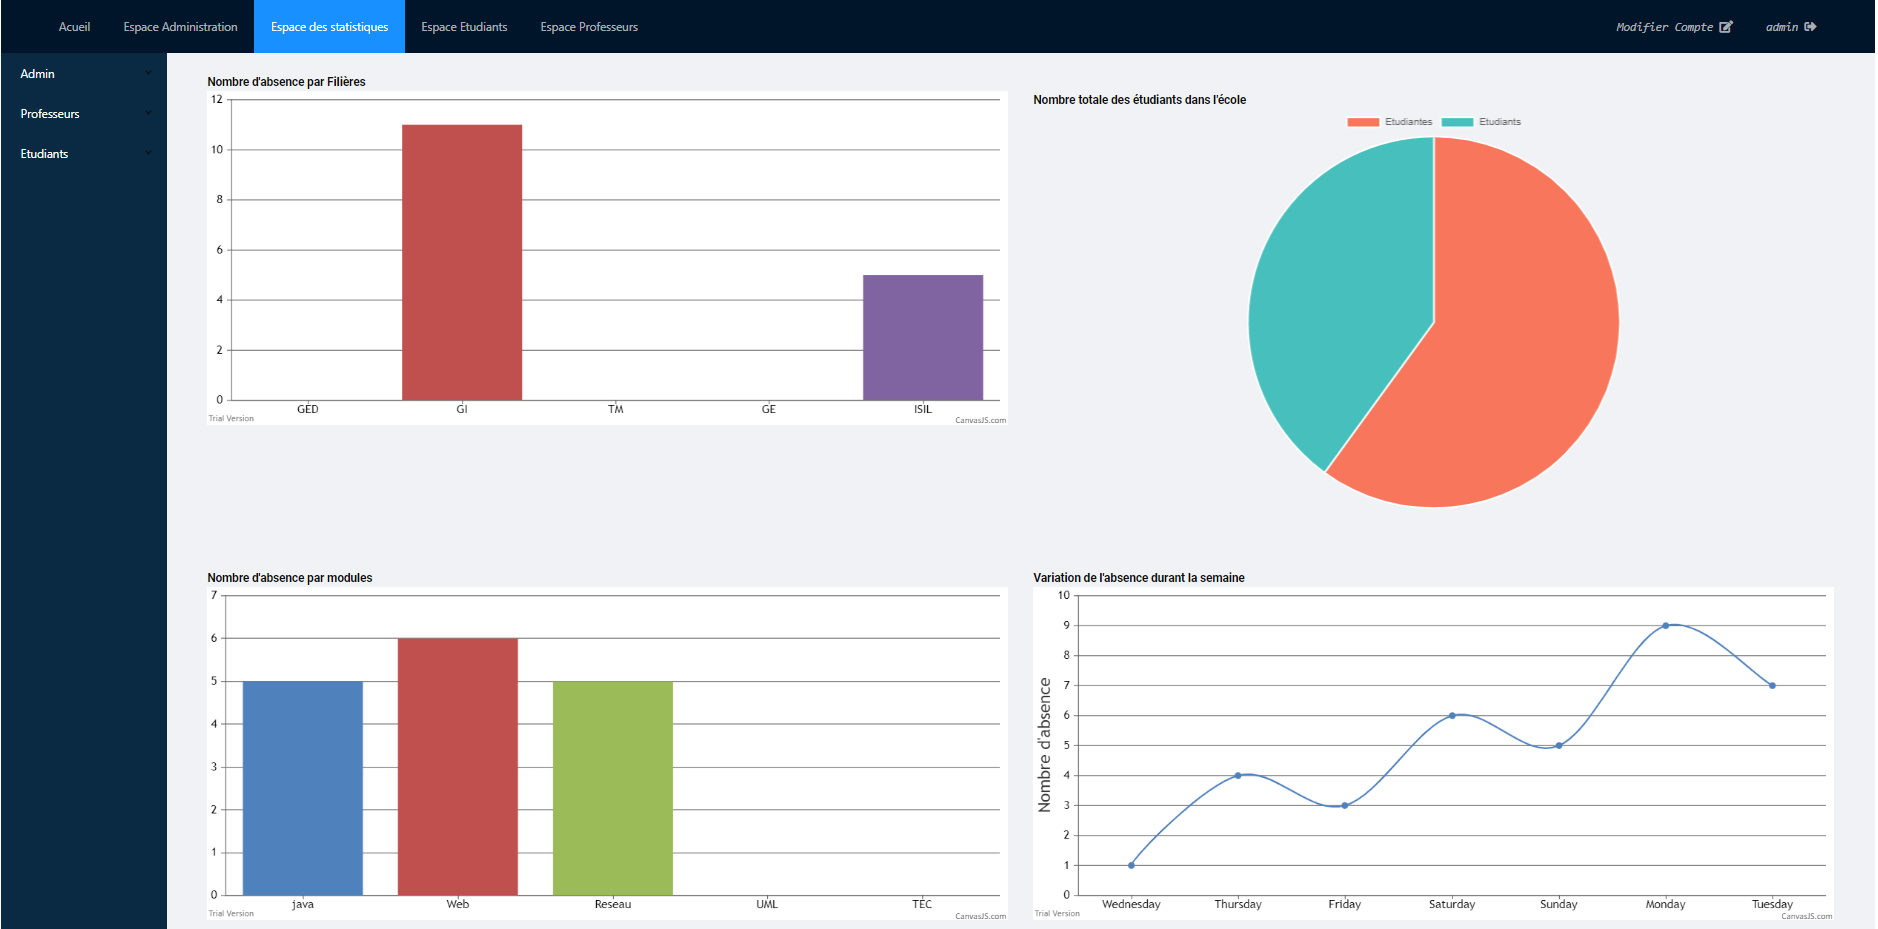 Acueil Espace Administration Espace des statistiques Espace Etudiants Espace Professeurs Modifier Compte admin
Admin
Professeurs
Etudiants
Nombre d'absence par Filières
12
10
8
6
4
2
0
GED GI TM GE ISIL
Trial Version CanvasJS.com
Nombre totale des étudiants dans l'école
Etudiantes Etudiants
Nombre d'absence par modules
7
6
5
4
3
2
1
0
java Web Reseau UML TEC
Trial Version CanvasJS.com
Variation de l'absence durant la semaine
Nombre d'absence
10
9
8
7
6
5
4
3
2
1
0
Wednesday Thursday Friday Saturday Sunday Monday Tuesday
Trial Version CanvasJS.com